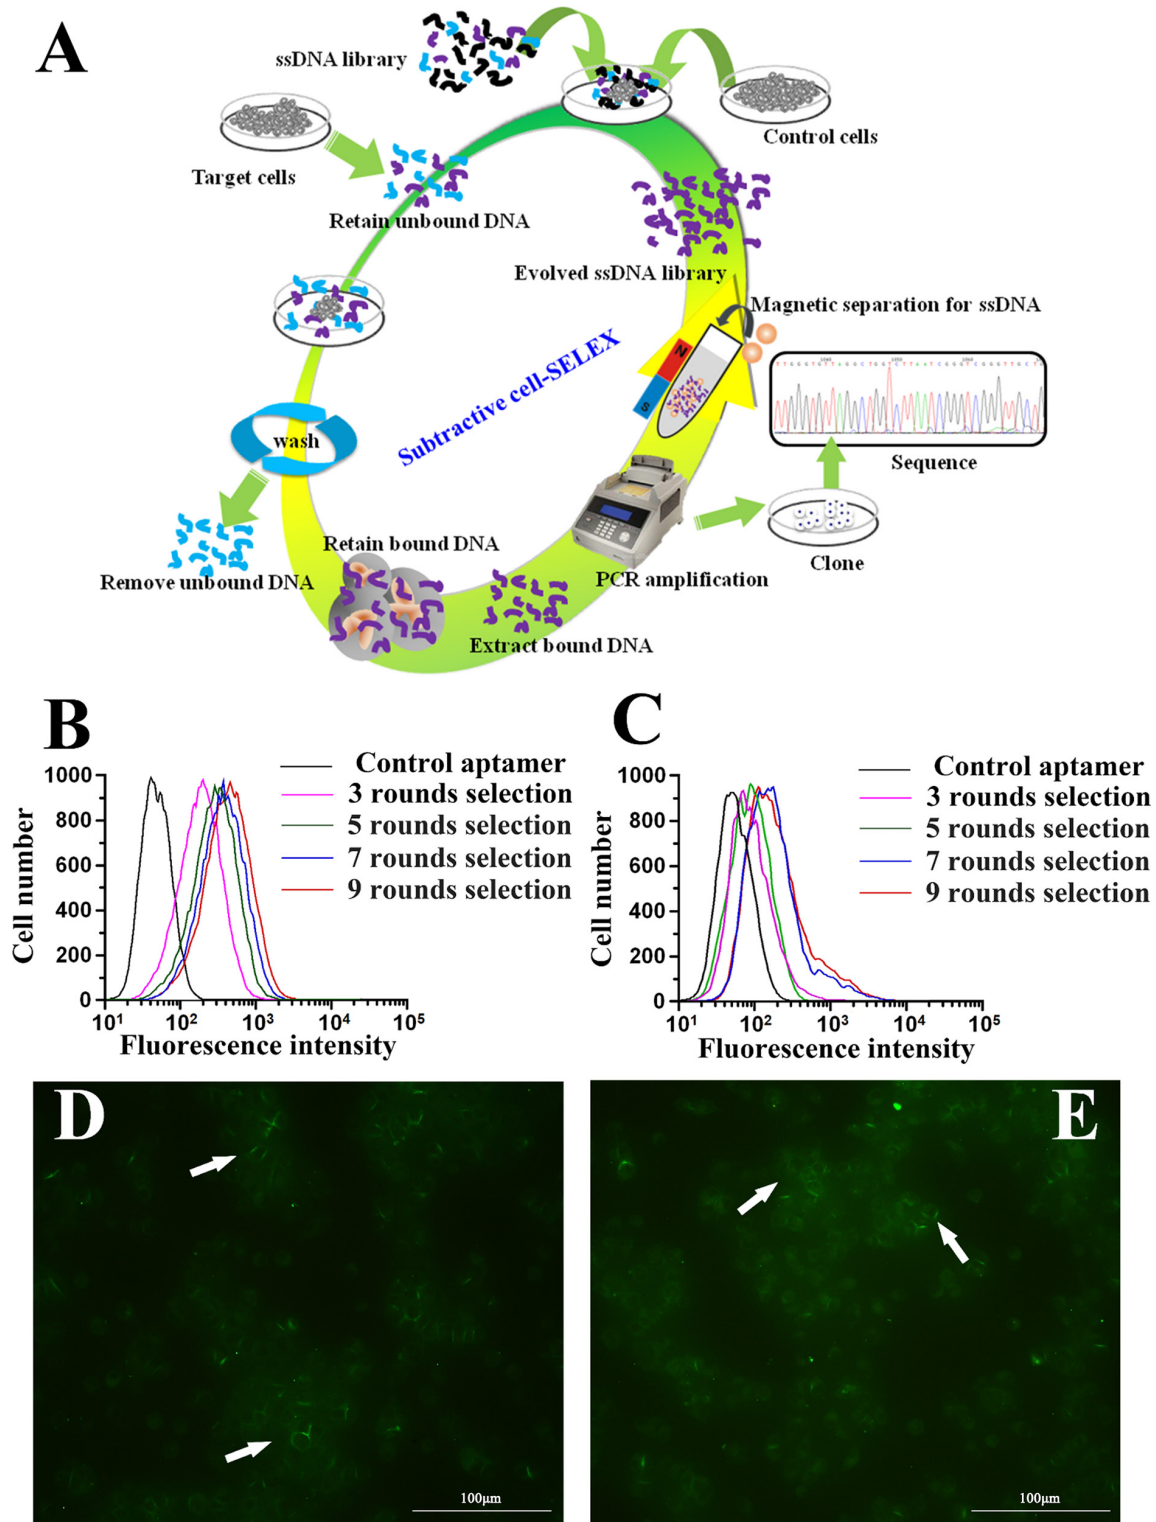 A
ssDNA library
Control cells
Target cells
Retain unbound DNA
Evolved ssDNA library
Magnetic separation for ssDNA
N
S
Subtractive cell-SELEX
wash
Sequence
Retain bound DNA
Remove unbound DNA
PCR amplification
Clone
Extract bound DNA
B
Control aptamer
3 rounds selection
5 rounds selection
7 rounds selection
9 rounds selection
Cell number
1000
800
600
400
200
0
10¹ 10² 10³ 10⁴ 10⁵
Fluorescence intensity
C
Control aptamer
3 rounds selection
5 rounds selection
7 rounds selection
9 rounds selection
Cell number
1000
800
600
400
200
0
10¹ 10² 10³ 10⁴ 10⁵
Fluorescence intensity
D
100μm
E
100μm